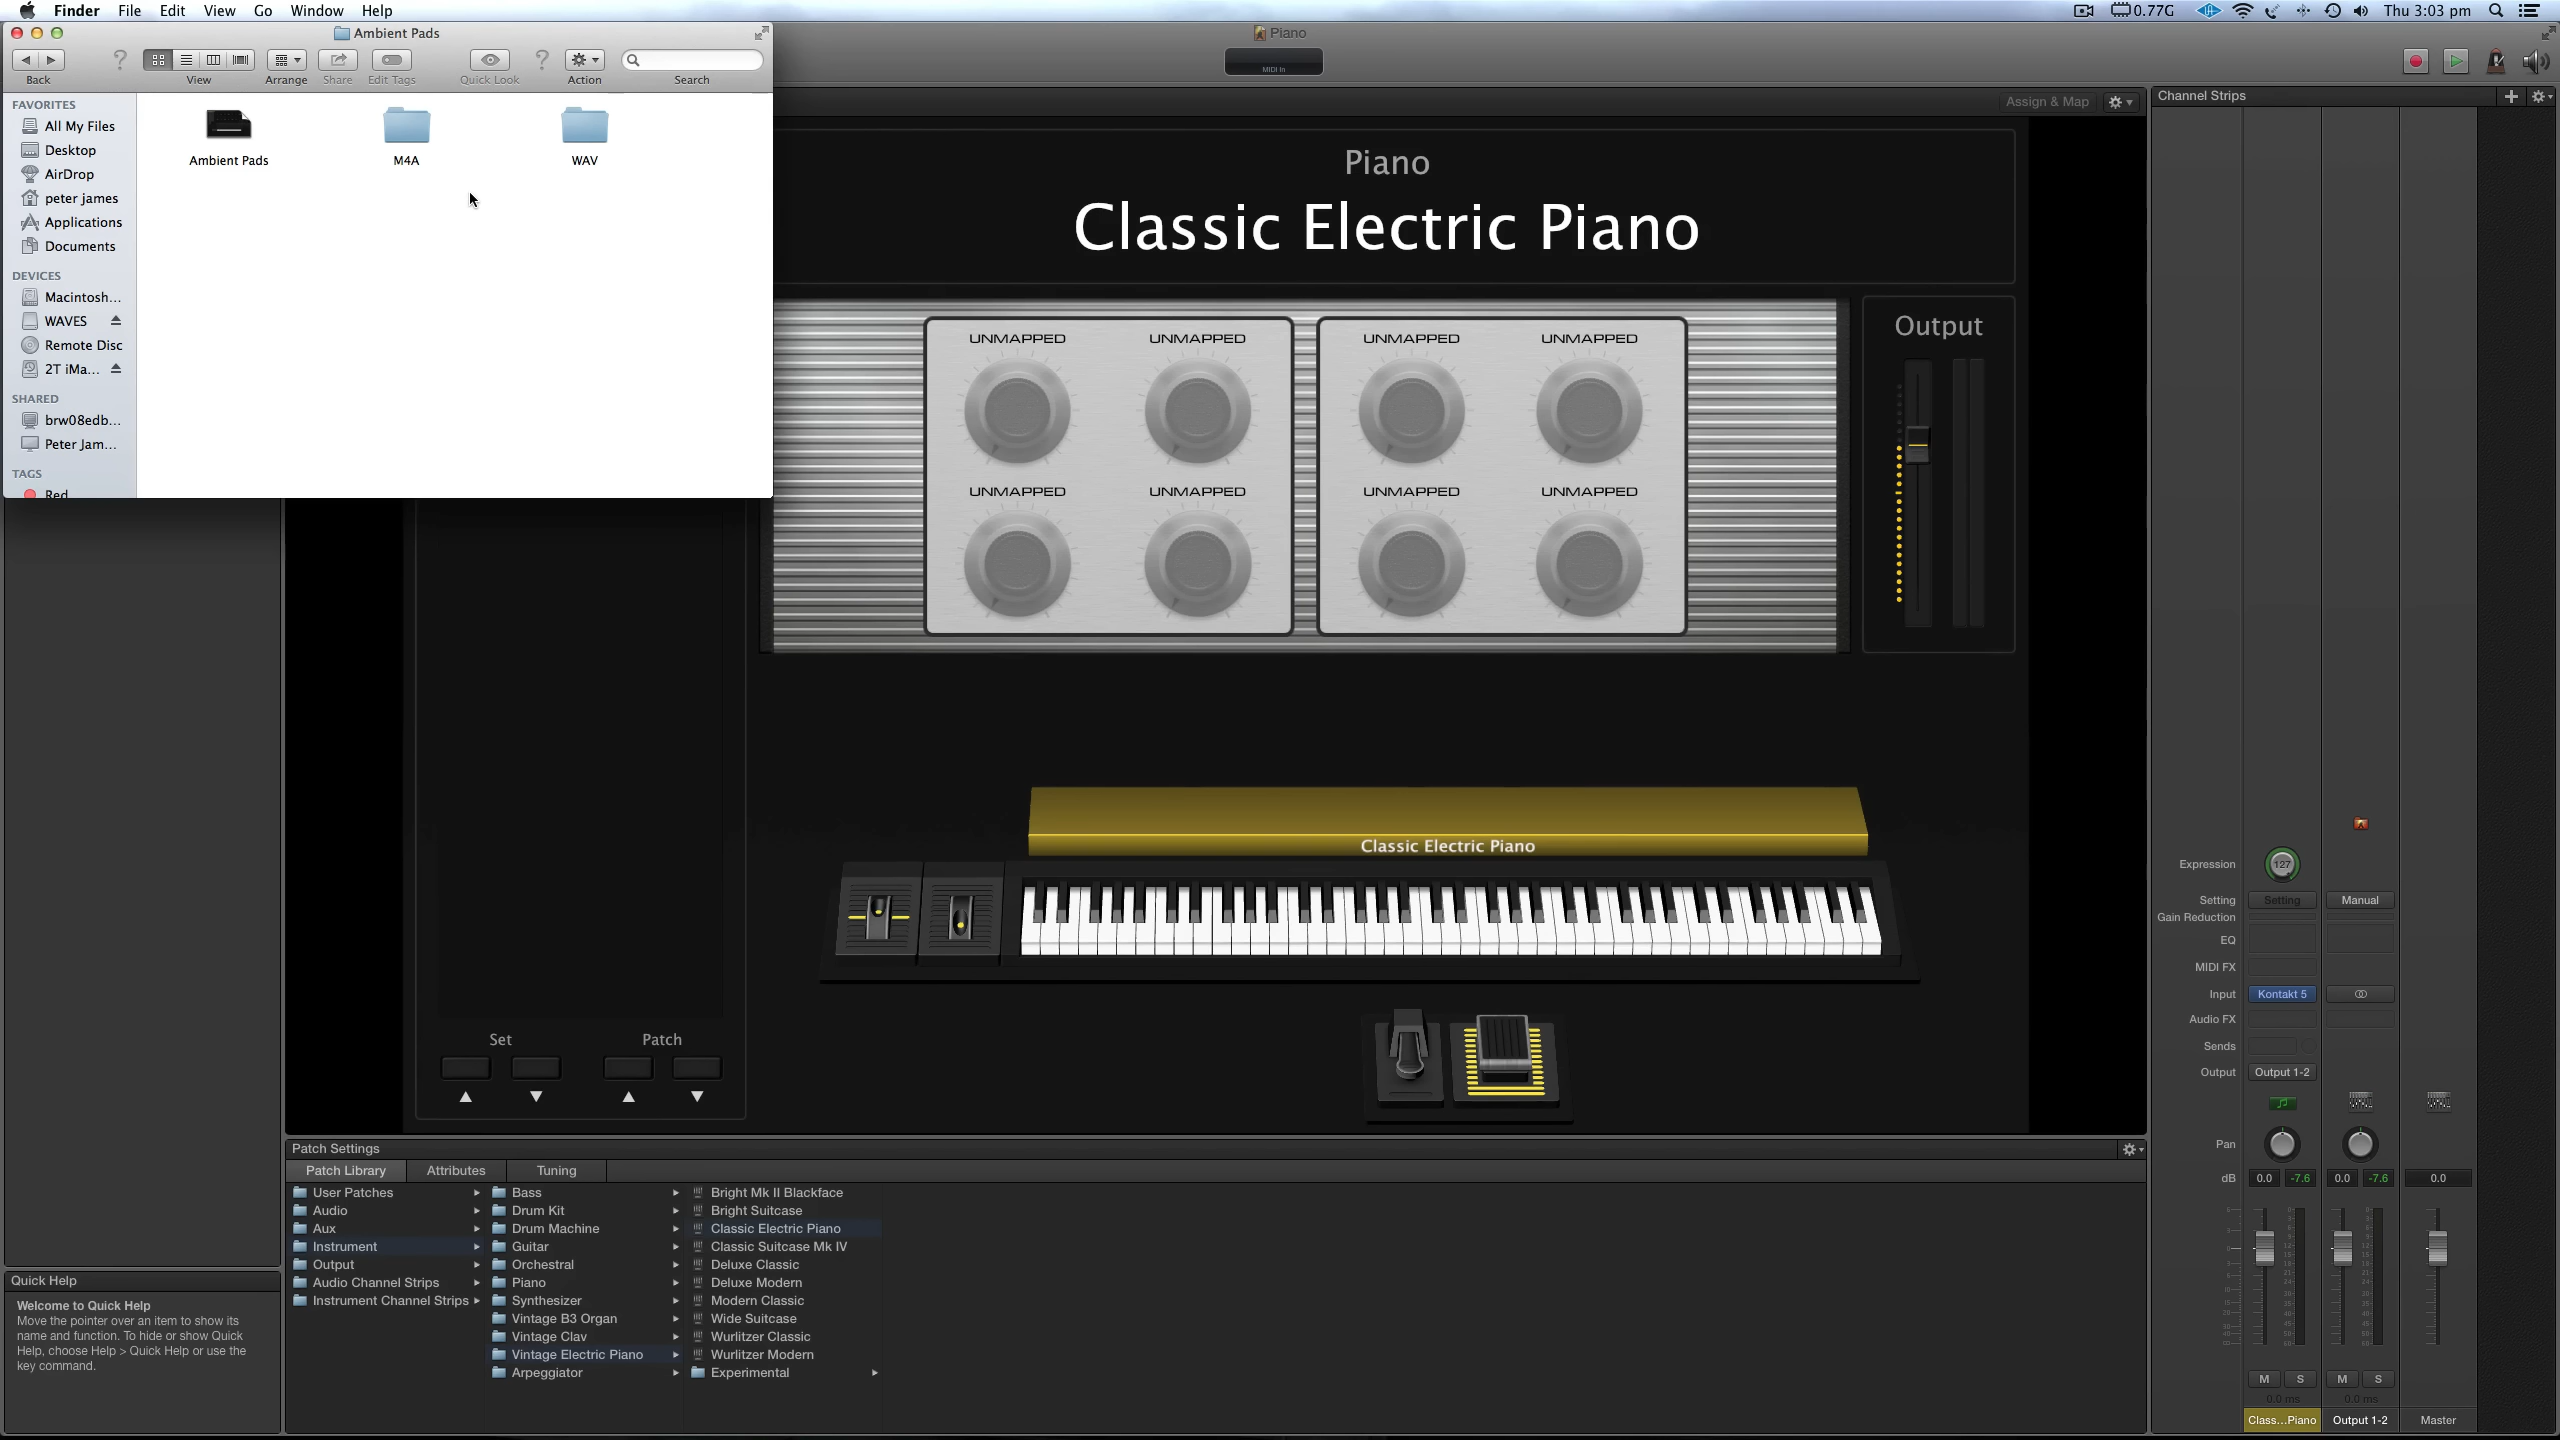 Finder File Edit View Go Window Help
0.77G Thu 3:03 pm
Ambient Pads
Back View Arrange Share Edit Tags Quick Look Action Search
FAVORITES
All My Files
Desktop
AirDrop
peter james
Applications
Documents
DEVICES
Macintosh...
WAVES
Remote Disc
2T iMa...
SHARED
brw08edb...
Peter Jam...
TAGS
Red
Ambient Pads M4A WAV
Piano
MIDI In
Assign & Map
Piano
Classic Electric Piano
UNMAPPED UNMAPPED UNMAPPED UNMAPPED
UNMAPPED UNMAPPED UNMAPPED UNMAPPED
Output
Classic Electric Piano
Set Patch
Patch Settings
Patch Library Attributes Tuning
User Patches
Audio
Aux
Instrument
Output
Audio Channel Strips
Instrument Channel Strips
Bass
Drum Kit
Drum Machine
Guitar
Orchestral
Piano
Synthesizer
Vintage B3 Organ
Vintage Clav
Vintage Electric Piano
Arpeggiator
Bright Mk II Blackface
Bright Suitcase
Classic Electric Piano
Classic Suitcase Mk IV
Deluxe Classic
Deluxe Modern
Modern Classic
Wide Suitcase
Wurlitzer Classic
Wurlitzer Modern
Experimental
Quick Help
Welcome to Quick Help
Move the pointer over an item to show its
name and function. To hide or show Quick
Help, choose Help > Quick Help or use the
key command.
Channel Strips
Expression 127
Setting Setting Manual
Gain Reduction
EQ
MIDI FX
Input Kontakt 5
Audio FX
Sends
Output Output 1-2
Pan
dB 0.0 -7.6 0.0 -7.6 0.0
M S M S
0.0 ms 0.0 ms
Class...Piano Output 1-2 Master